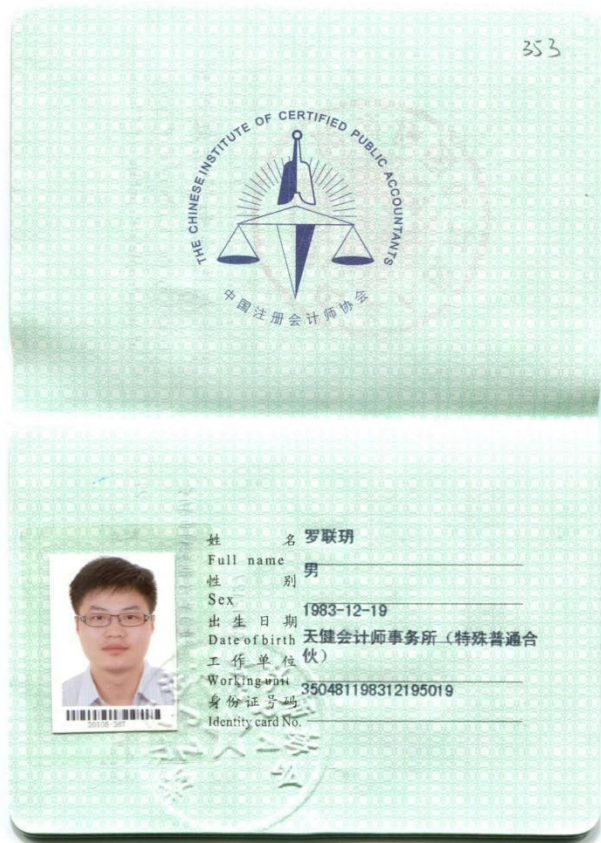 353
THE CHINESE INSTITUTE OF CERTIFIED PUBLIC ACCOUNTANTS
中国注册会计师协会
姓 名 罗联玥
Full name
性 别 男
Sex
出生日期 1983-12-19
Date of birth
工作单位 天健会计师事务所（特殊普通合
伙）
Working unit
身份证号码 350481198312195019
Identity card No.